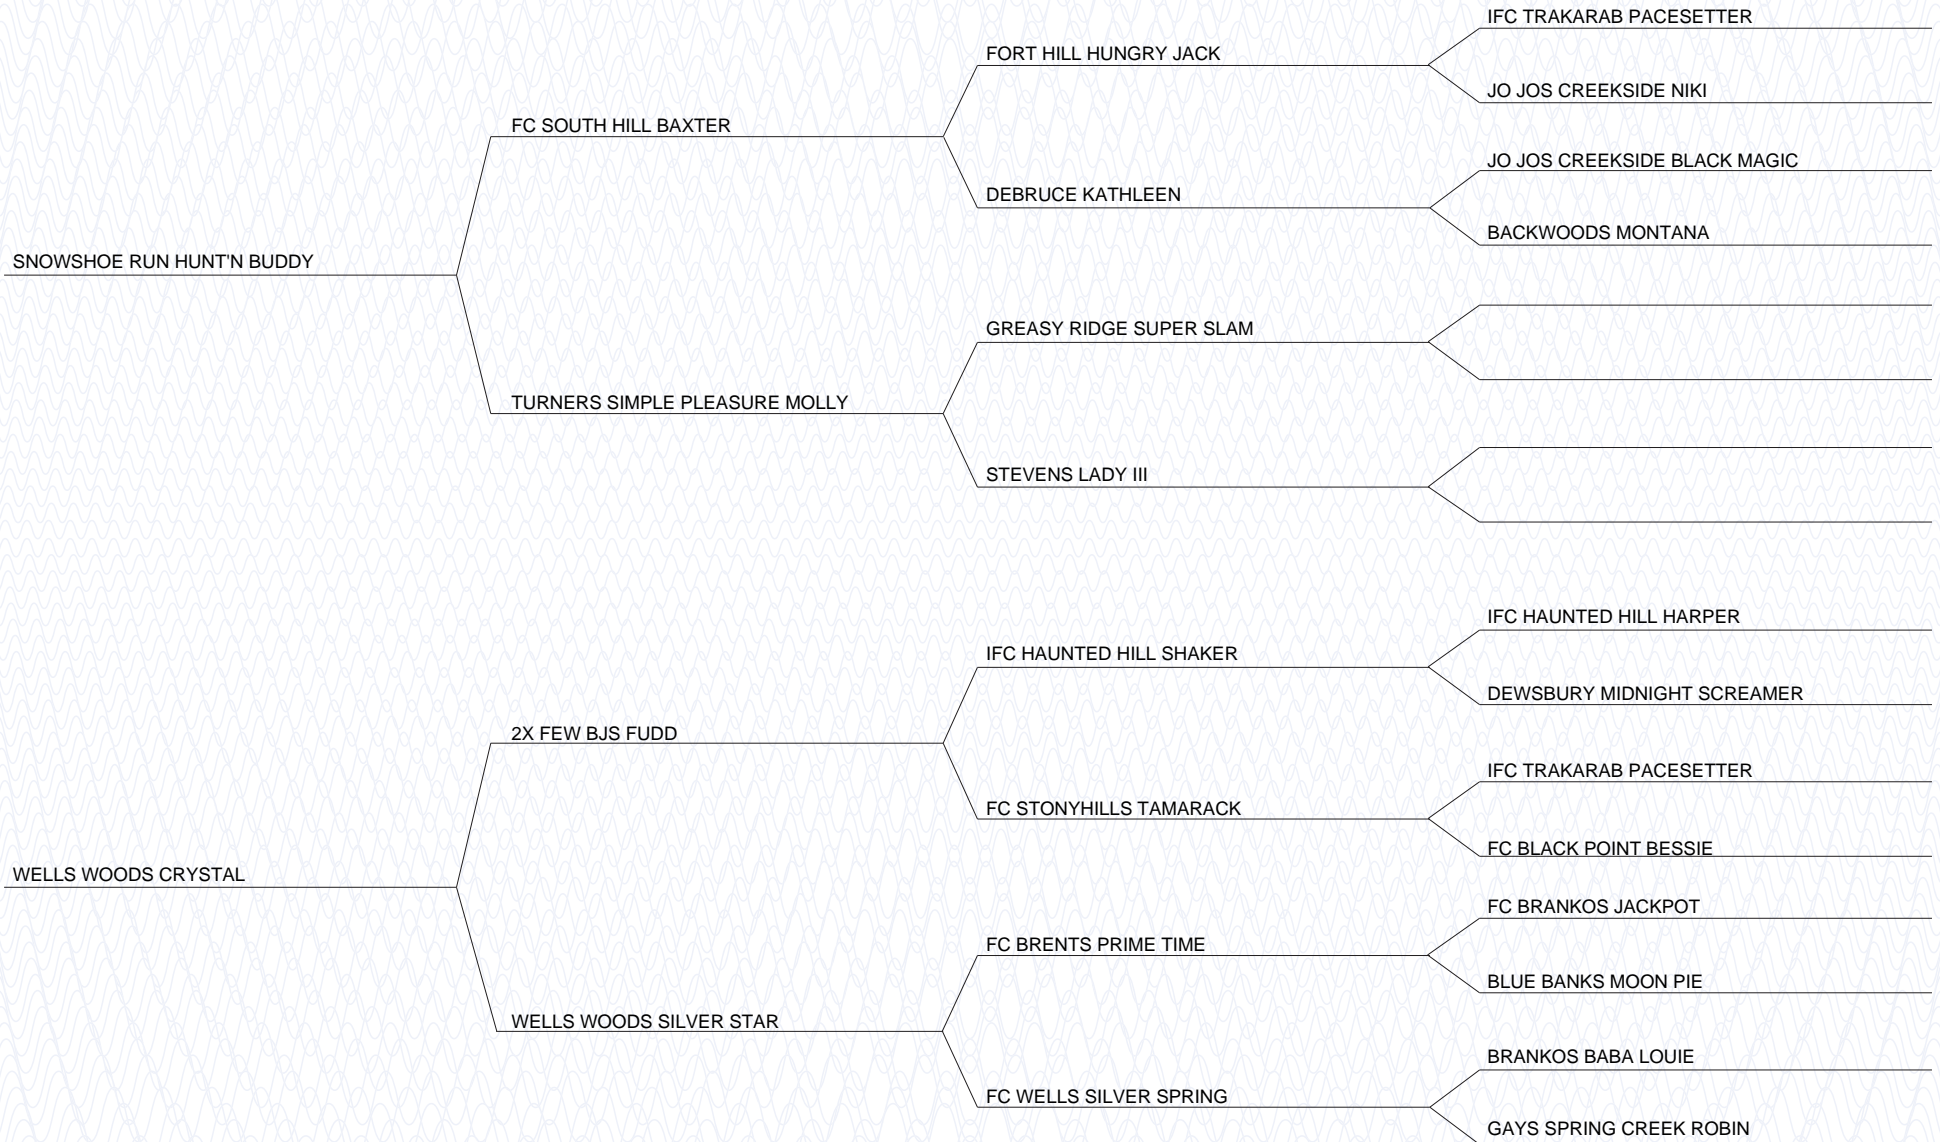 IFC TRAKARAB PACESETTER
FORT HILL HUNGRY JACK
JO JOS CREEKSIDE NIKI
FC SOUTH HILL BAXTER
JO JOS CREEKSIDE BLACK MAGIC
DEBRUCE KATHLEEN
BACKWOODS MONTANA
SNOWSHOE RUN HUNT'N BUDDY
GREASY RIDGE SUPER SLAM
TURNERS SIMPLE PLEASURE MOLLY
STEVENS LADY III
IFC HAUNTED HILL HARPER
IFC HAUNTED HILL SHAKER
DEWSBURY MIDNIGHT SCREAMER
2X FEW BJS FUDD
IFC TRAKARAB PACESETTER
FC STONYHILLS TAMARACK
FC BLACK POINT BESSIE
WELLS WOODS CRYSTAL
FC BRANKOS JACKPOT
FC BRENTS PRIME TIME
BLUE BANKS MOON PIE
WELLS WOODS SILVER STAR
BRANKOS BABA LOUIE
FC WELLS SILVER SPRING
GAYS SPRING CREEK ROBIN